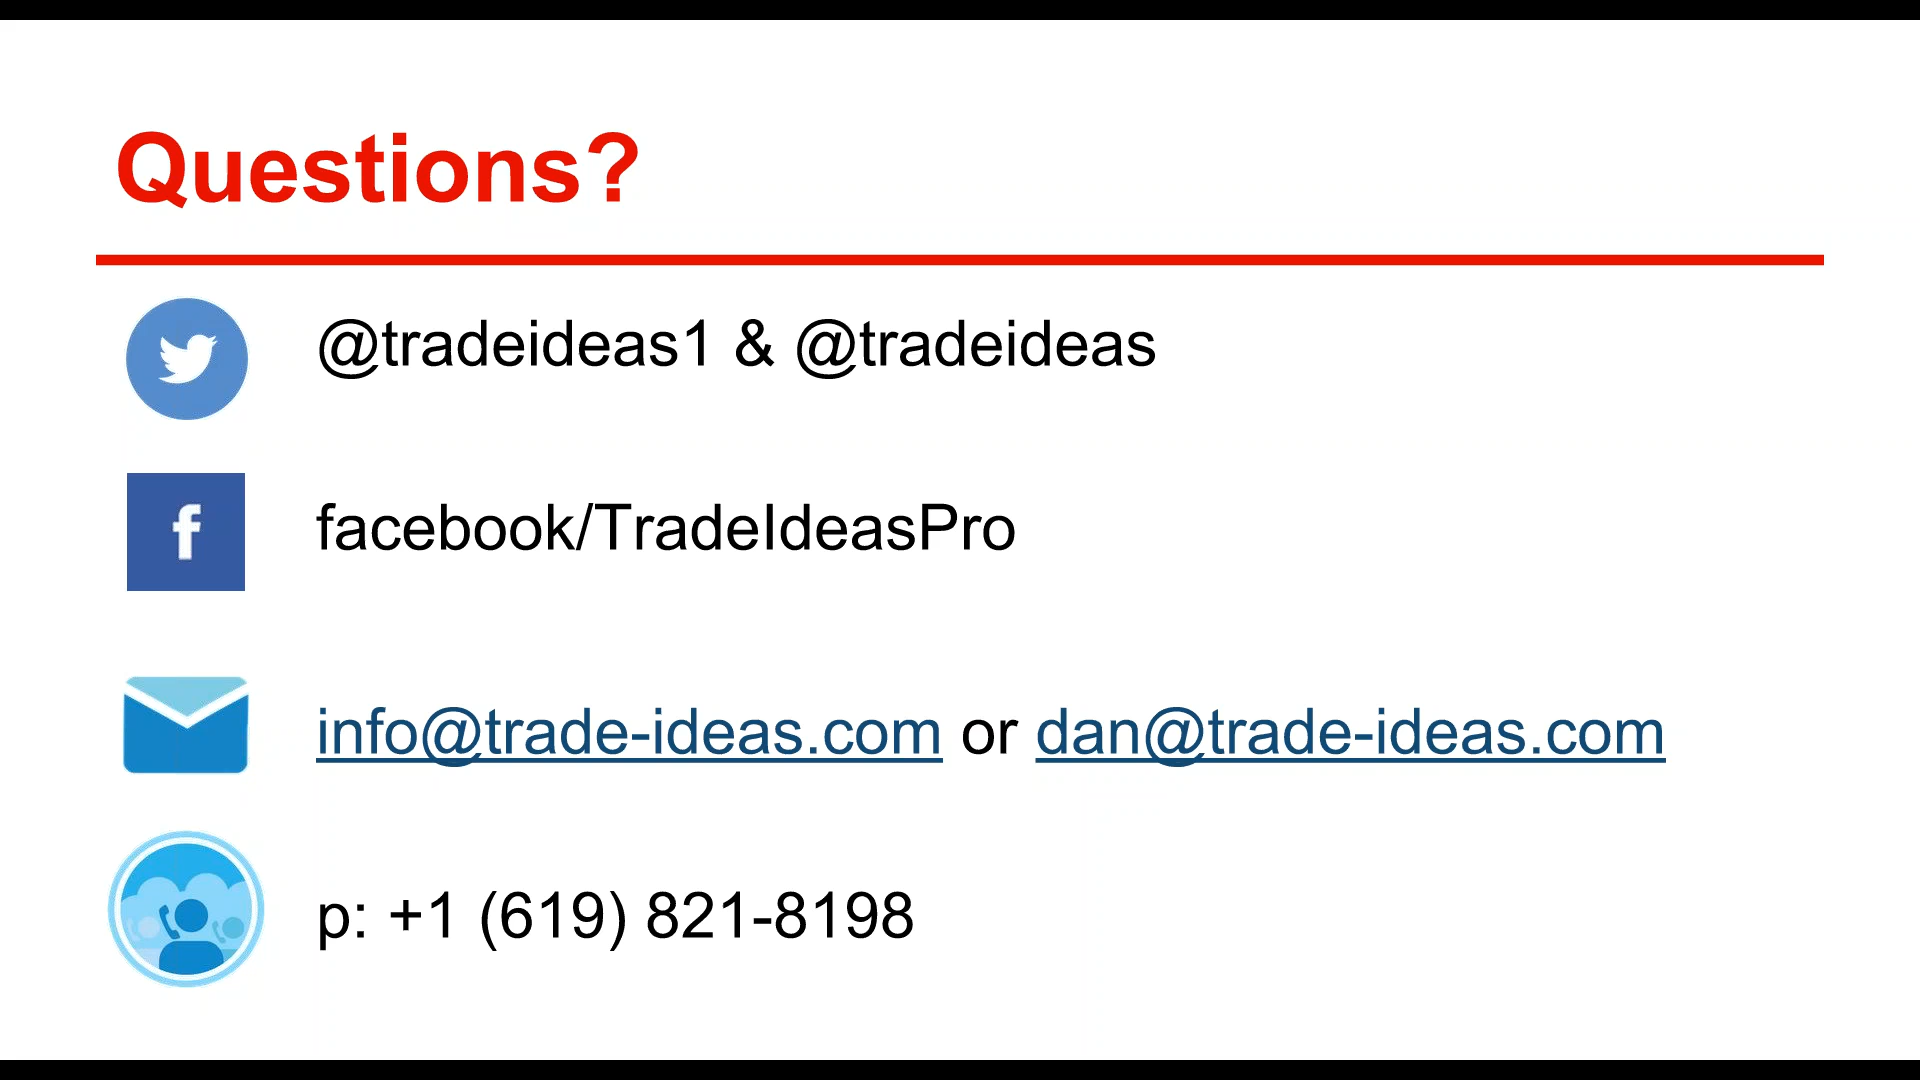 Questions?
@tradeideas1 & @tradeideas
facebook/TradeIdeasPro
info@trade-ideas.com or dan@trade-ideas.com
p: +1 (619) 821-8198